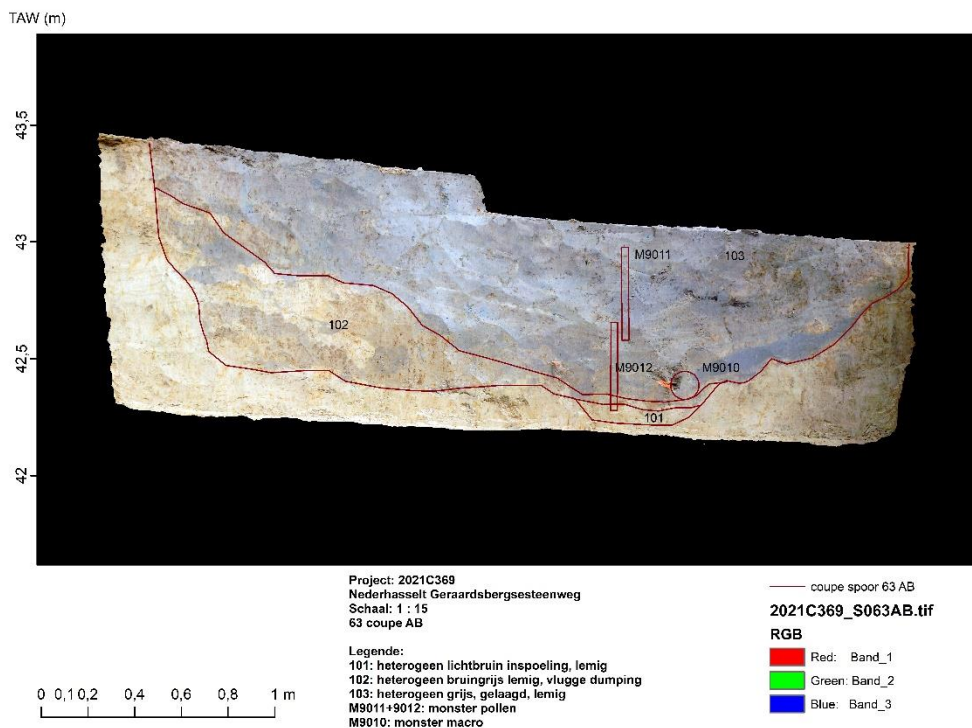 TAW (m)
43,5
43
42,5
42
M9011
103
102
M9012
M9010
101
Project: 2021C369
Nederhasselt Geraardsbergsesteenweg
Schaal: 1 : 15
63 coupe AB
Legende:
101: heterogeen lichtbruin inspoeling, lemig
102: heterogeen bruingrijs lemig, vlugge dumping
103: heterogeen grijs, gelaagd, lemig
M9011+9012: monster pollen
M9010: monster macro
0 0,1 0,2 0,4 0,6 0,8 1 m
coupe spoor 63 AB
2021C369_S063AB.tif
RGB
Red: Band_1
Green: Band_2
Blue: Band_3